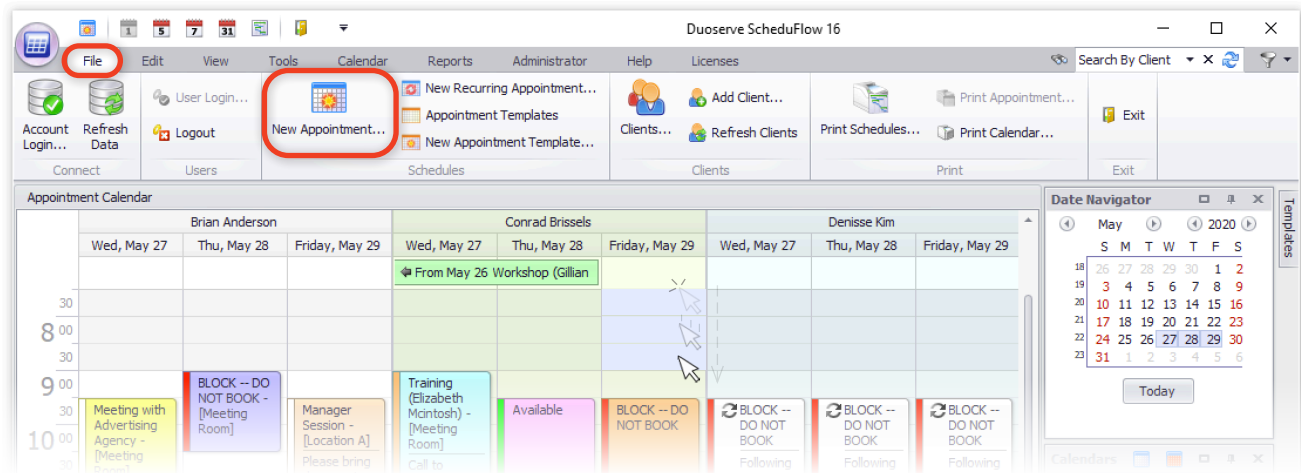 1 5 7 31
Duoserve ScheduFlow 16
File Edit View Tools Calendar Reports Administrator Help Licenses
Search By Client
Account Login...
Refresh Data
Connect
User Login...
Logout
Users
New Appointment...
New Recurring Appointment...
Appointment Templates
New Appointment Template...
Schedules
Clients...
Add Client...
Refresh Clients
Clients
Print Schedules...
Print Appointment...
Print Calendar...
Print
Exit
Exit
Appointment Calendar
Brian Anderson Conrad Brissels Denisse Kim
Wed, May 27 Thu, May 28 Friday, May 29 Wed, May 27 Thu, May 28 Friday, May 29 Wed, May 27 Thu, May 28 Friday, May 29
From May 26 Workshop (Gillian
30
8 00
30
9 00
30
10 00
30
Meeting with
Advertising
Agency -
[Meeting
Room]
BLOCK -- DO
NOT BOOK -
[Meeting
Room]
Manager
Session -
[Location A]
Please bring
Training
(Elizabeth
Mcintosh) -
[Meeting
Room]
Call to
Available
BLOCK -- DO
NOT BOOK
BLOCK --
DO NOT
BOOK
Following
BLOCK --
DO NOT
BOOK
Following
BLOCK --
DO NOT
BOOK
Following
Date Navigator
May 2020
S M T W T F S
18 26 27 28 29 30 1 2
19 3 4 5 6 7 8 9
20 10 11 12 13 14 15 16
21 17 18 19 20 21 22 23
22 24 25 26 27 28 29 30
23 31 1 2 3 4 5 6
Today
Templates
Calendars